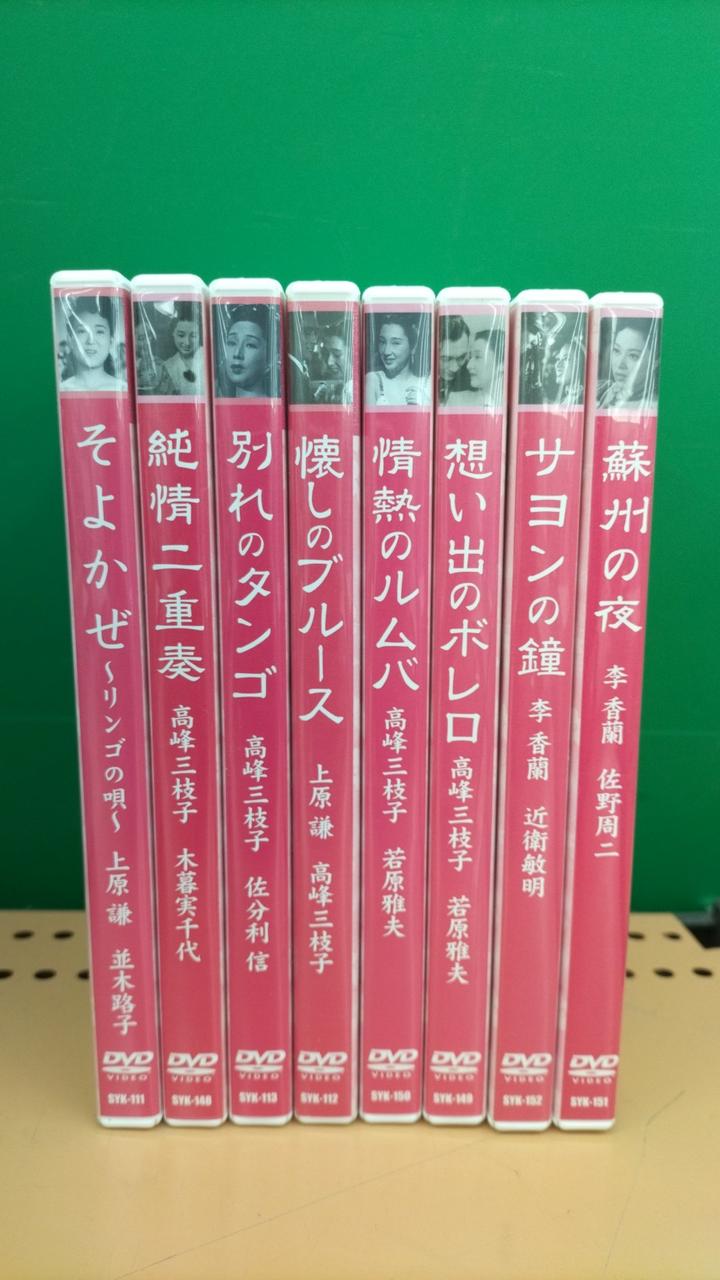 そよかぜ ～リンゴの唄～ 上原 謙 並木路子
DVD
VIDEO
SYK-111
純情二重奏 高峰三枝子 木暮実千代
DVD
VIDEO
SYK-148
別れのタンゴ 高峰三枝子 佐分利 信
DVD
VIDEO
SYK-113
懐しのブルース 上原 謙 高峰三枝子
DVD
VIDEO
SYK-112
情熱のルムバ 高峰三枝子 若原雅夫
DVD
VIDEO
SYK-150
想い出のボレロ 高峰三枝子 若原雅夫
DVD
VIDEO
SYK-149
サヨンの鐘 李 香蘭 近衛敏明
DVD
VIDEO
SYK-152
蘇州の夜 李 香蘭 佐野周二
DVD
VIDEO
SYK-151